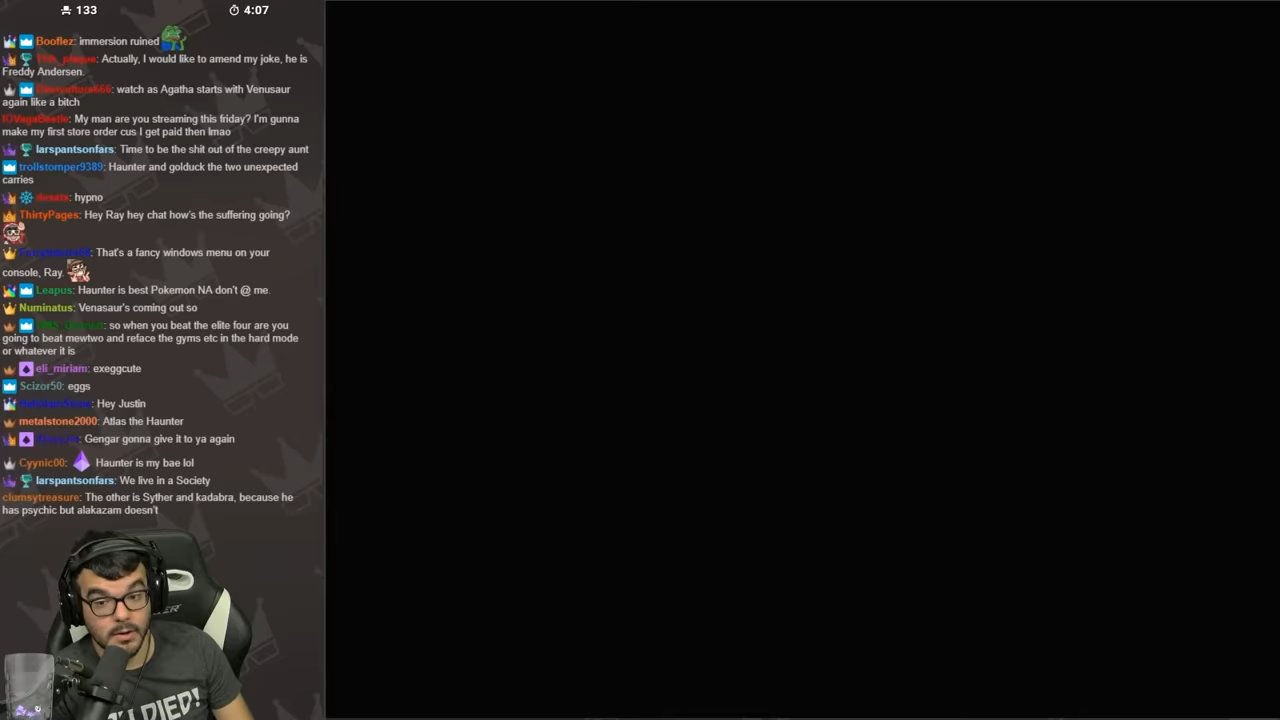 133
4:07
Booflez: immersion ruined
Actually, I would like to amend my joke, he is
Freddy Andersen.
watch as Agatha starts with Venusaur
again like a bitch
My man are you streaming this friday? I'm gunna
make my first store order cus I get paid then lmao
larspantsonfars: Time to be the shit out of the creepy aunt
trollstomper9389: Haunter and golduck the two unexpected
carries
hypno
ThirtyPages: Hey Ray hey chat how's the suffering going?
That's a fancy windows menu on your
console, Ray.
Leapus: Haunter is best Pokemon NA don't @ me.
Numinatus: Venasaur's coming out so
so when you beat the elite four are you
going to beat mewtwo and reface the gyms etc in the hard mode
or whatever it is
eli_miriam: exeggcute
Scizor50: eggs
Hey Justin
metalstone2000: Atlas the Haunter
Gengar gonna give it to ya again
Cyynic00: Haunter is my bae lol
larspantsonfars: We live in a Society
clumsytreasure: The other is Syther and kadabra, because he
has psychic but alakazam doesn't
DIED!